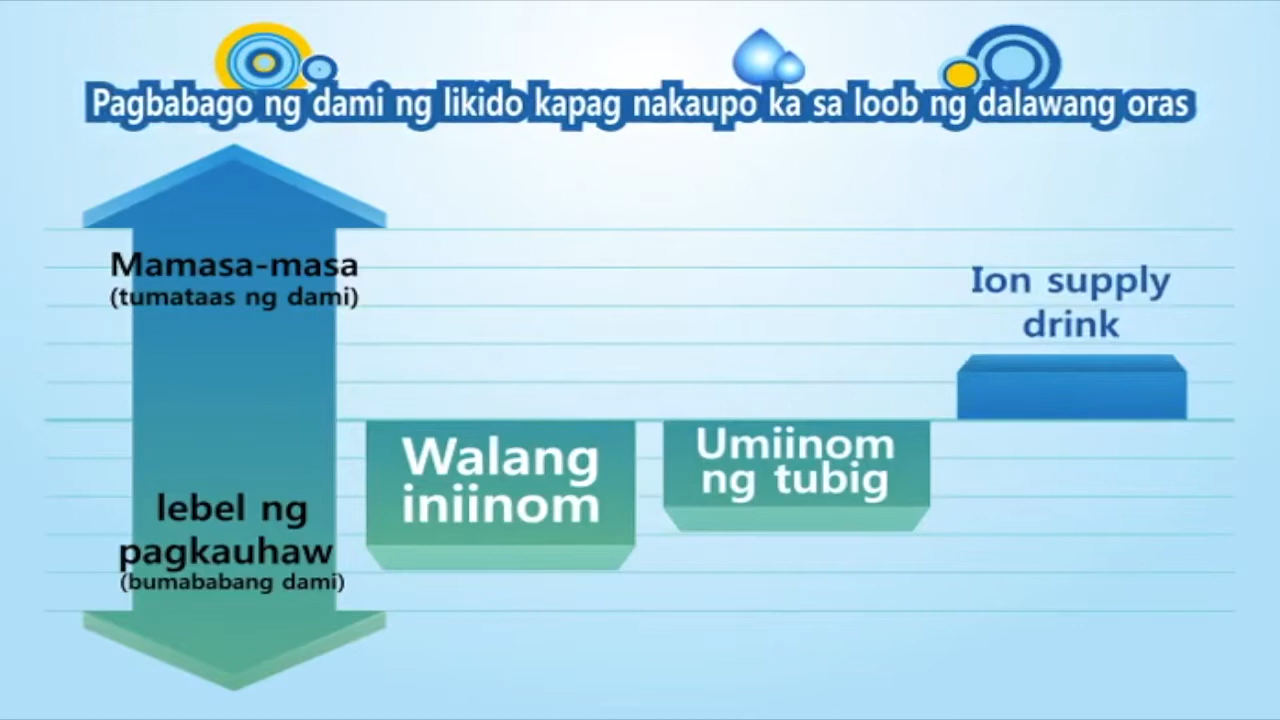 Pagbabago ng dami ng likido kapag nakaupo ka sa loob ng dalawang oras
Mamasa-masa
(tumataas ng dami)
Ion supply
drink
Walang
iniinom
Umiinom
ng tubig
lebel ng
pagkauhaw
(bumababang dami)